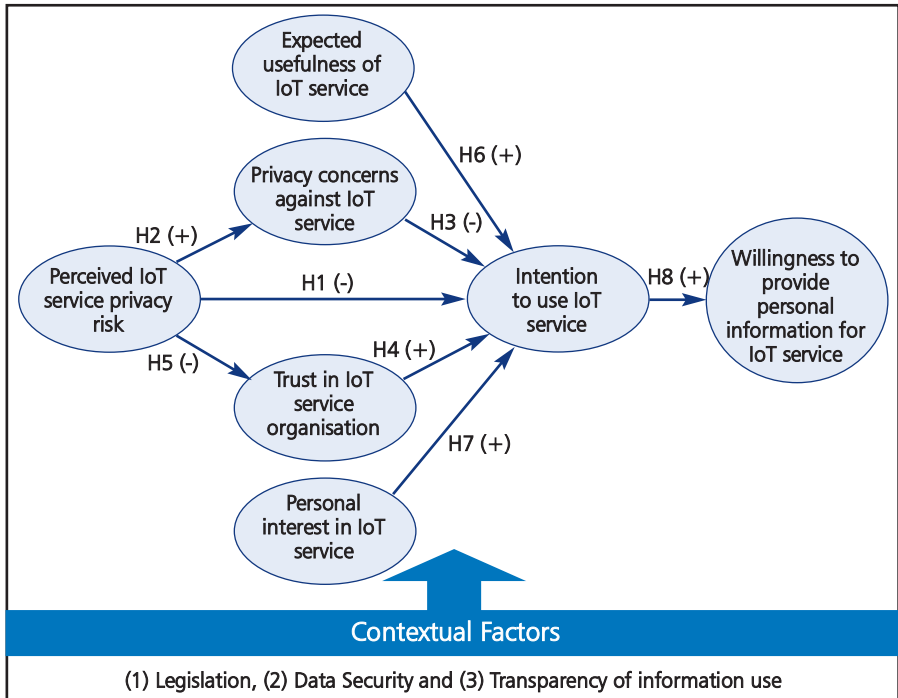 Expected
usefulness of
IoT service
H6 (+)
Privacy concerns
against IoT
service
H3 (-)
H2 (+)
Perceived IoT
service privacy
risk
H1 (-)
Intention
to use IoT
service
H8 (+)
Willingness to
provide
personal
information for
IoT service
H5 (-)
H4 (+)
Trust in IoT
service
organisation
H7 (+)
Personal
interest in IoT
service
Contextual Factors
(1) Legislation, (2) Data Security and (3) Transparency of information use